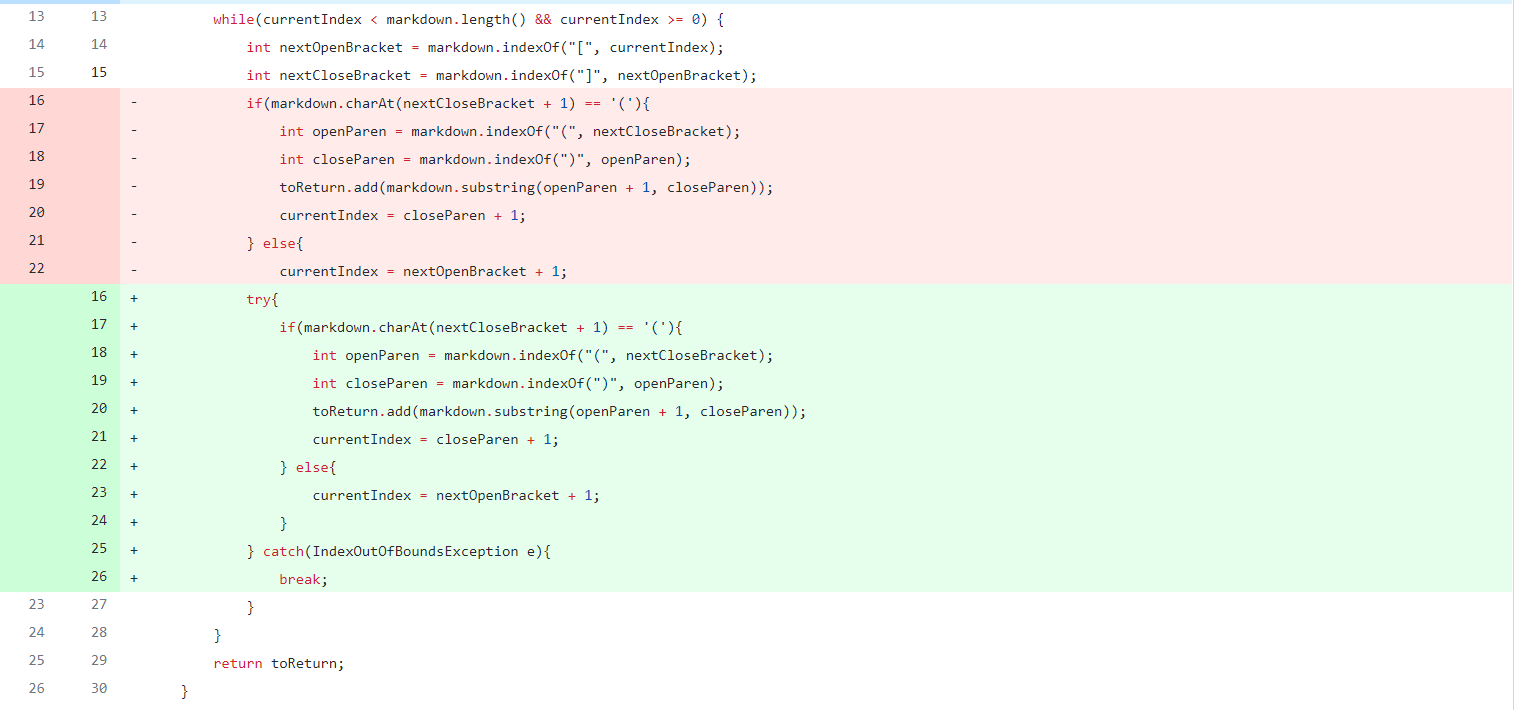 13 13 while(currentIndex < markdown.length() && currentIndex >= 0) {
14 14 int nextOpenBracket = markdown.indexOf("[", currentIndex);
15 15 int nextCloseBracket = markdown.indexOf("]", nextOpenBracket);
16 - if(markdown.charAt(nextCloseBracket + 1) == '('){
17 - int openParen = markdown.indexOf("(", nextCloseBracket);
18 - int closeParen = markdown.indexOf(")", openParen);
19 - toReturn.add(markdown.substring(openParen + 1, closeParen));
20 - currentIndex = closeParen + 1;
21 - } else{
22 - currentIndex = nextOpenBracket + 1;
16 + try{
17 + if(markdown.charAt(nextCloseBracket + 1) == '('){
18 + int openParen = markdown.indexOf("(", nextCloseBracket);
19 + int closeParen = markdown.indexOf(")", openParen);
20 + toReturn.add(markdown.substring(openParen + 1, closeParen));
21 + currentIndex = closeParen + 1;
22 + } else{
23 + currentIndex = nextOpenBracket + 1;
24 + }
25 + } catch(IndexOutOfBoundsException e){
26 + break;
23 27 }
24 28 }
25 29 return toReturn;
26 30 }